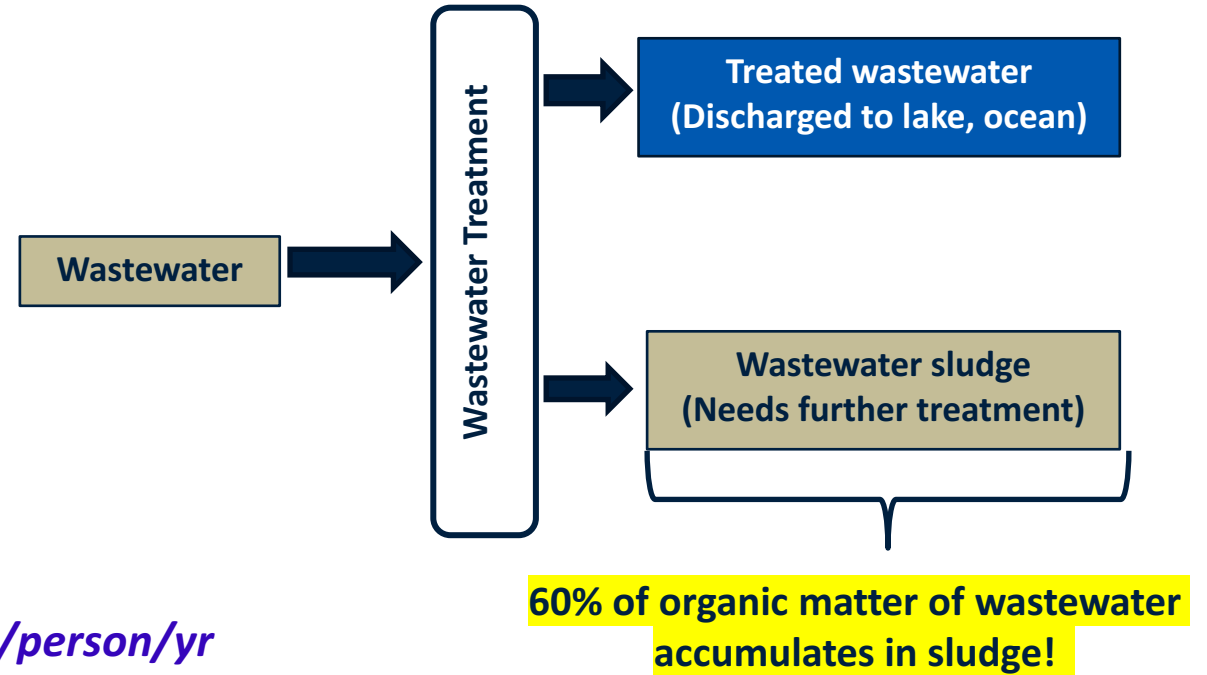 Wastewater
Wastewater Treatment
Treated wastewater
(Discharged to lake, ocean)
Wastewater sludge
(Needs further treatment)
60% of organic matter of wastewater
accumulates in sludge!
/person/yr